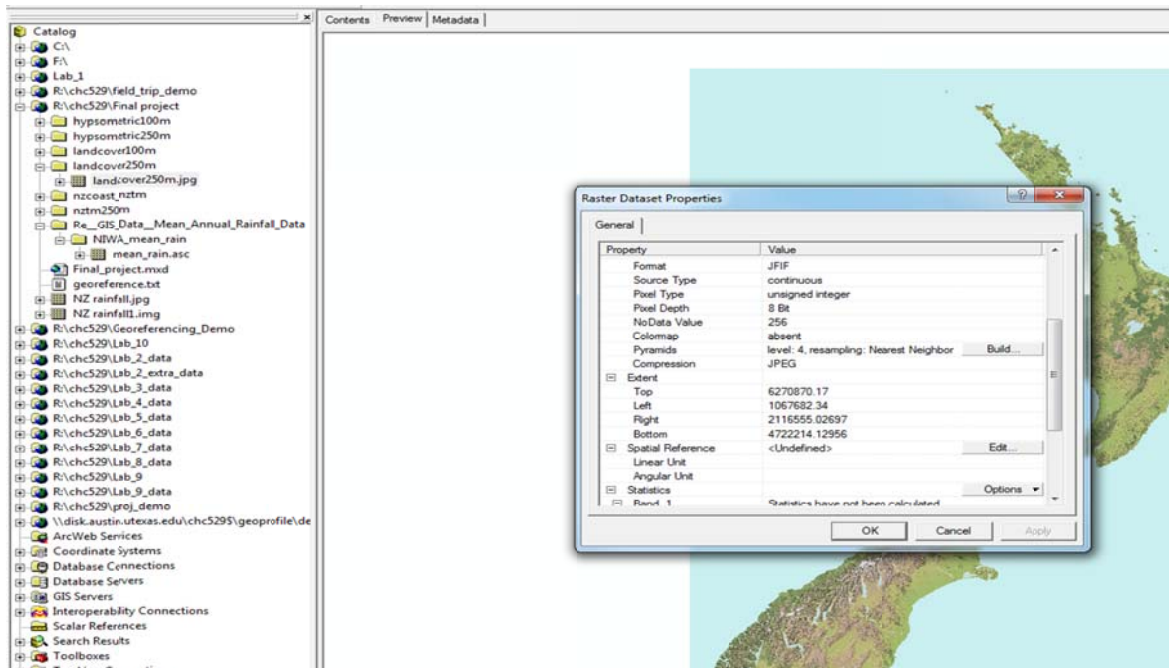 Contents Preview Metadata
Catalog
C:\
F:\
Lab_1
R:\chc529\field_trip_demo
R:\chc529\Final project
hypsometric100m
hypsometric250m
landcover100m
landcover250m
landcover250m.jpg
nzcoast_nztm
nztm250m
Re__GIS_Data__Mean_Annual_Rainfall_Data
NIWA_mean_rain
mean_rain.asc
Final_project.mxd
georeference.txt
NZ rainfall.jpg
NZ rainfall1.img
R:\chc529\Georeferencing_Demo
R:\chc529\Lab_10
R:\chc529\Lab_2_data
R:\chc529\Lab_2_extra_data
R:\chc529\Lab_3_data
R:\chc529\Lab_4_data
R:\chc529\Lab_5_data
R:\chc529\Lab_6_data
R:\chc529\Lab_7_data
R:\chc529\Lab_8_data
R:\chc529\Lab_9
R:\chc529\Lab_9_data
R:\chc529\proj_demo
\\disk.austin.utexas.edu\chc529$\geoprofile\de
ArcWeb Services
Coordinate Systems
Database Connections
Database Servers
GIS Servers
Interoperability Connections
Scalar References
Search Results
Toolboxes
Raster Dataset Properties
General
Property Value
Format JFIF
Source Type continuous
Pixel Type unsigned integer
Pixel Depth 8 Bit
NoData Value 256
Colormap absent
Pyramids level: 4, resampling: Nearest Neighbor Build...
Compression JPEG
Extent
Top 6270870.17
Left 1067682.34
Right 2116555.02697
Bottom 4722214.12956
Spatial Reference <Undefined> Edit...
Linear Unit
Angular Unit
Statistics Options
Band_1 Statistics have not been calculated
OK Cancel Apply